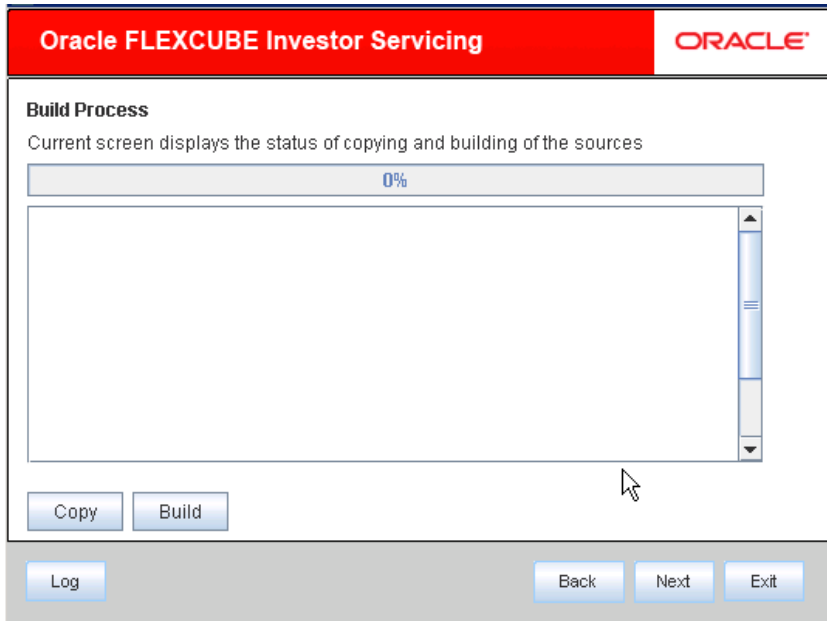 Oracle FLEXCUBE Investor Servicing
ORACLE
Build Process
Current screen displays the status of copying and building of the sources
0%
Copy
Build
Log
Back
Next
Exit